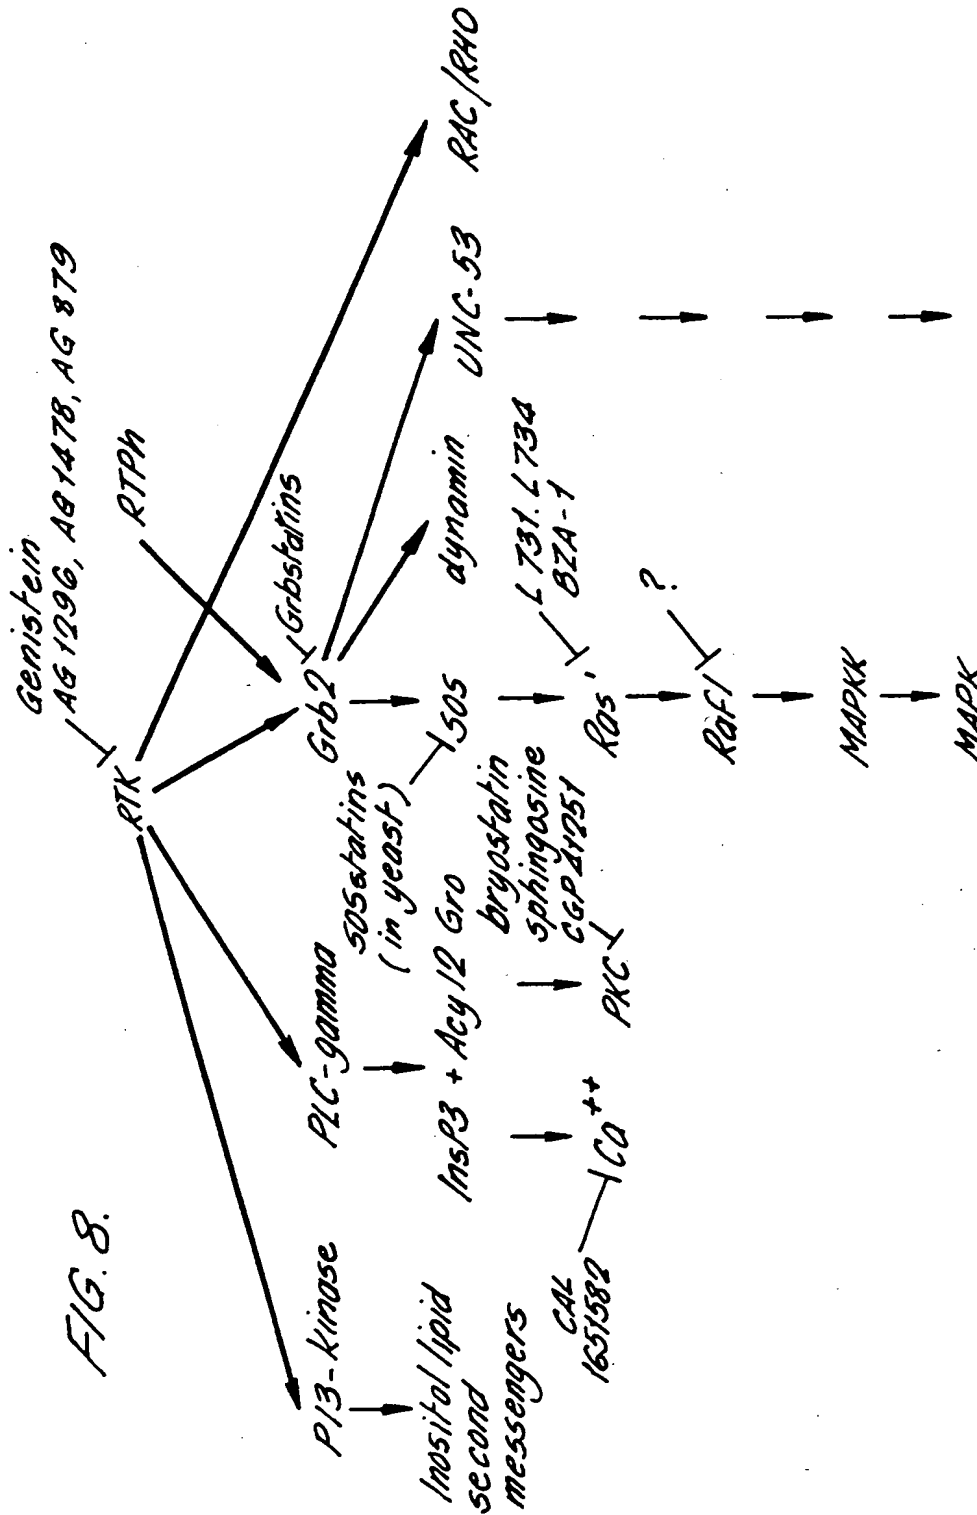 FIG. 8.
Genistein
AG 1296, AG 1478, AG 879
RTK
RTPh
PI3-kinase
PLC-gamma
Grb2
Grbstatins
Inositol lipid
second
messengers
InsP3 + Acyl2 Gro
SOSstatins
(in yeast)
SOS
dynamin
UNC-53
RAC/RHO
CAL
1651582
Ca++
PKC
bryostatin
sphingosine
CGP 41251
Ras
L 731. L 734
BZA-1
Raf1
?
MAPKK
MAPK